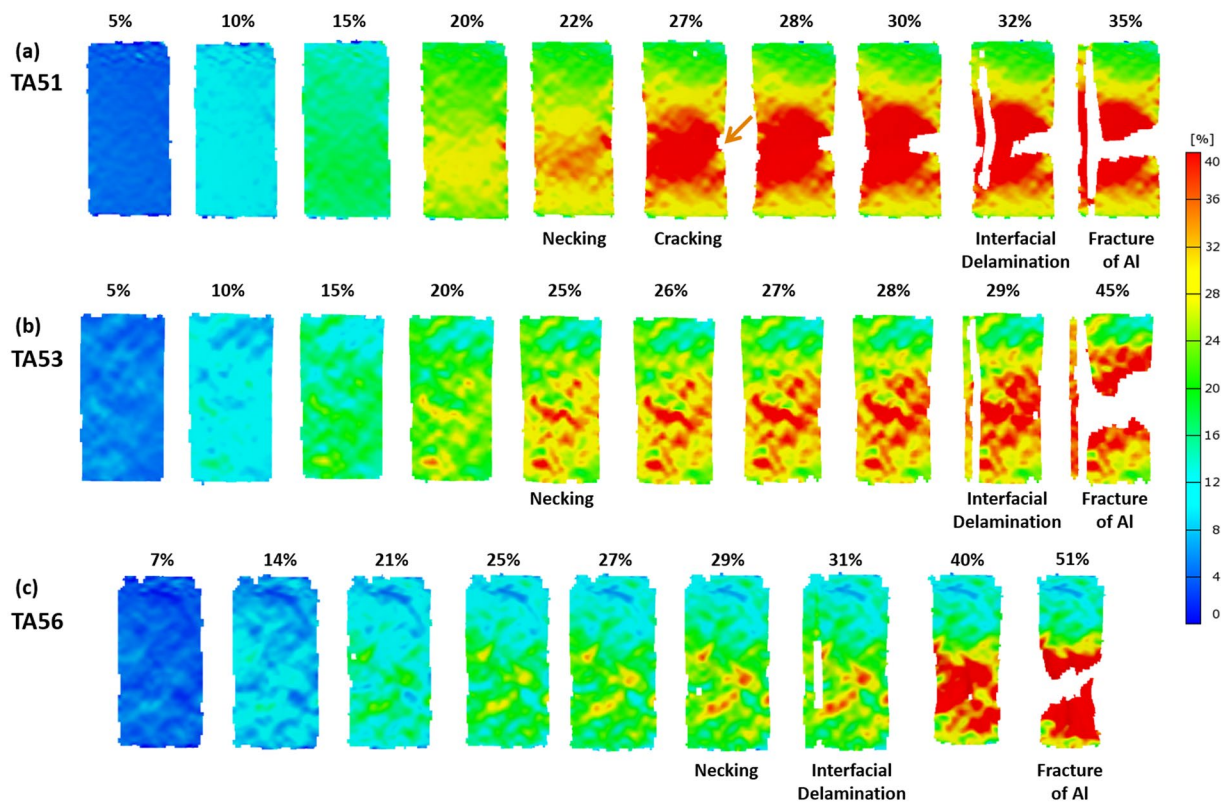 5% 10% 15% 20% 22% 27% 28% 30% 32% 35%
(a)
TA51
[%]
40
36
32
28
24
20
16
12
8
4
0
Necking Cracking Interfacial Fracture
Delamination of Al
5% 10% 15% 20% 25% 26% 27% 28% 29% 45%
(b)
TA53
Necking Interfacial Fracture
Delamination of Al
7% 14% 21% 25% 27% 29% 31% 40% 51%
(c)
TA56
Necking Interfacial Fracture
Delamination of Al